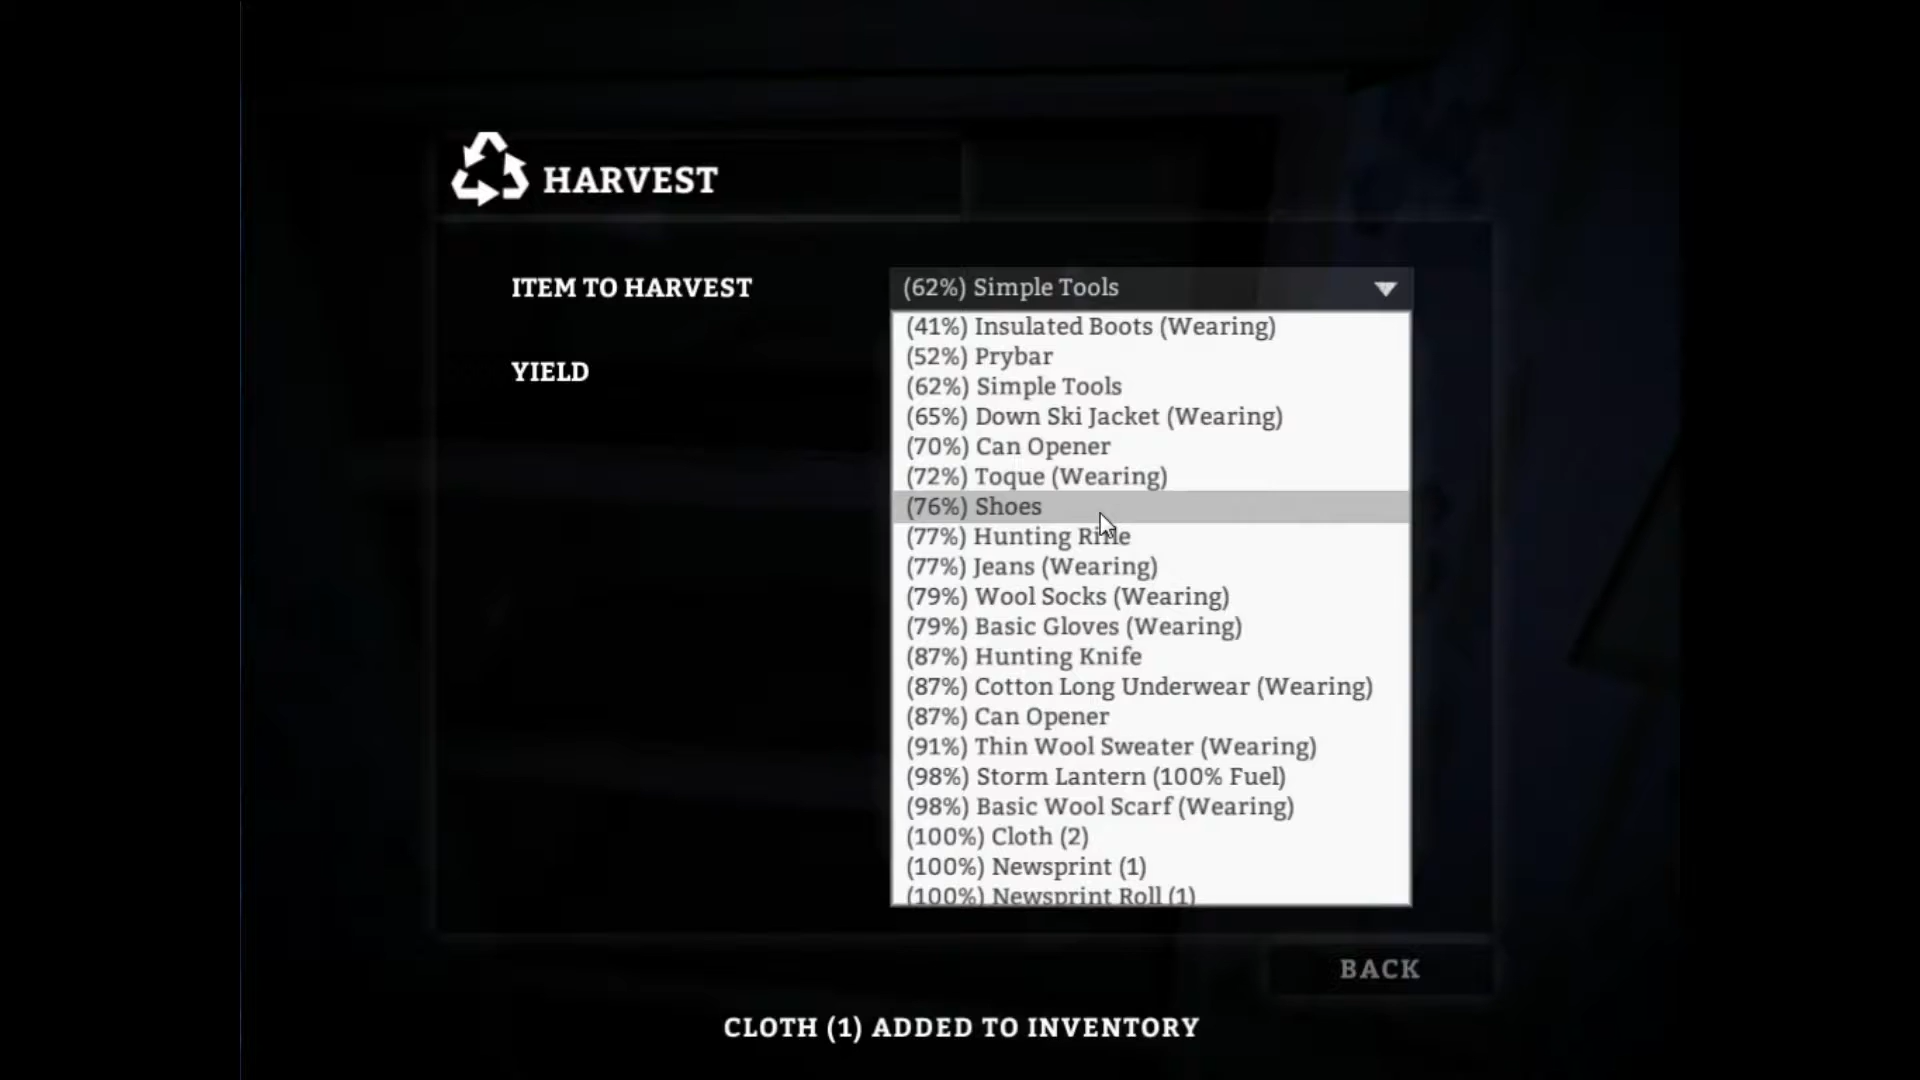 HARVEST
ITEM TO HARVEST
(62%) Simple Tools
YIELD
(41%) Insulated Boots (Wearing)
(52%) Prybar
(62%) Simple Tools
(65%) Down Ski Jacket (Wearing)
(70%) Can Opener
(72%) Toque (Wearing)
(76%) Shoes
(77%) Hunting Rifle
(77%) Jeans (Wearing)
(79%) Wool Socks (Wearing)
(79%) Basic Gloves (Wearing)
(87%) Hunting Knife
(87%) Cotton Long Underwear (Wearing)
(87%) Can Opener
(91%) Thin Wool Sweater (Wearing)
(98%) Storm Lantern (100% Fuel)
(98%) Basic Wool Scarf (Wearing)
(100%) Cloth (2)
(100%) Newsprint (1)
(100%) Newsprint Roll (1)
BACK
CLOTH (1) ADDED TO INVENTORY